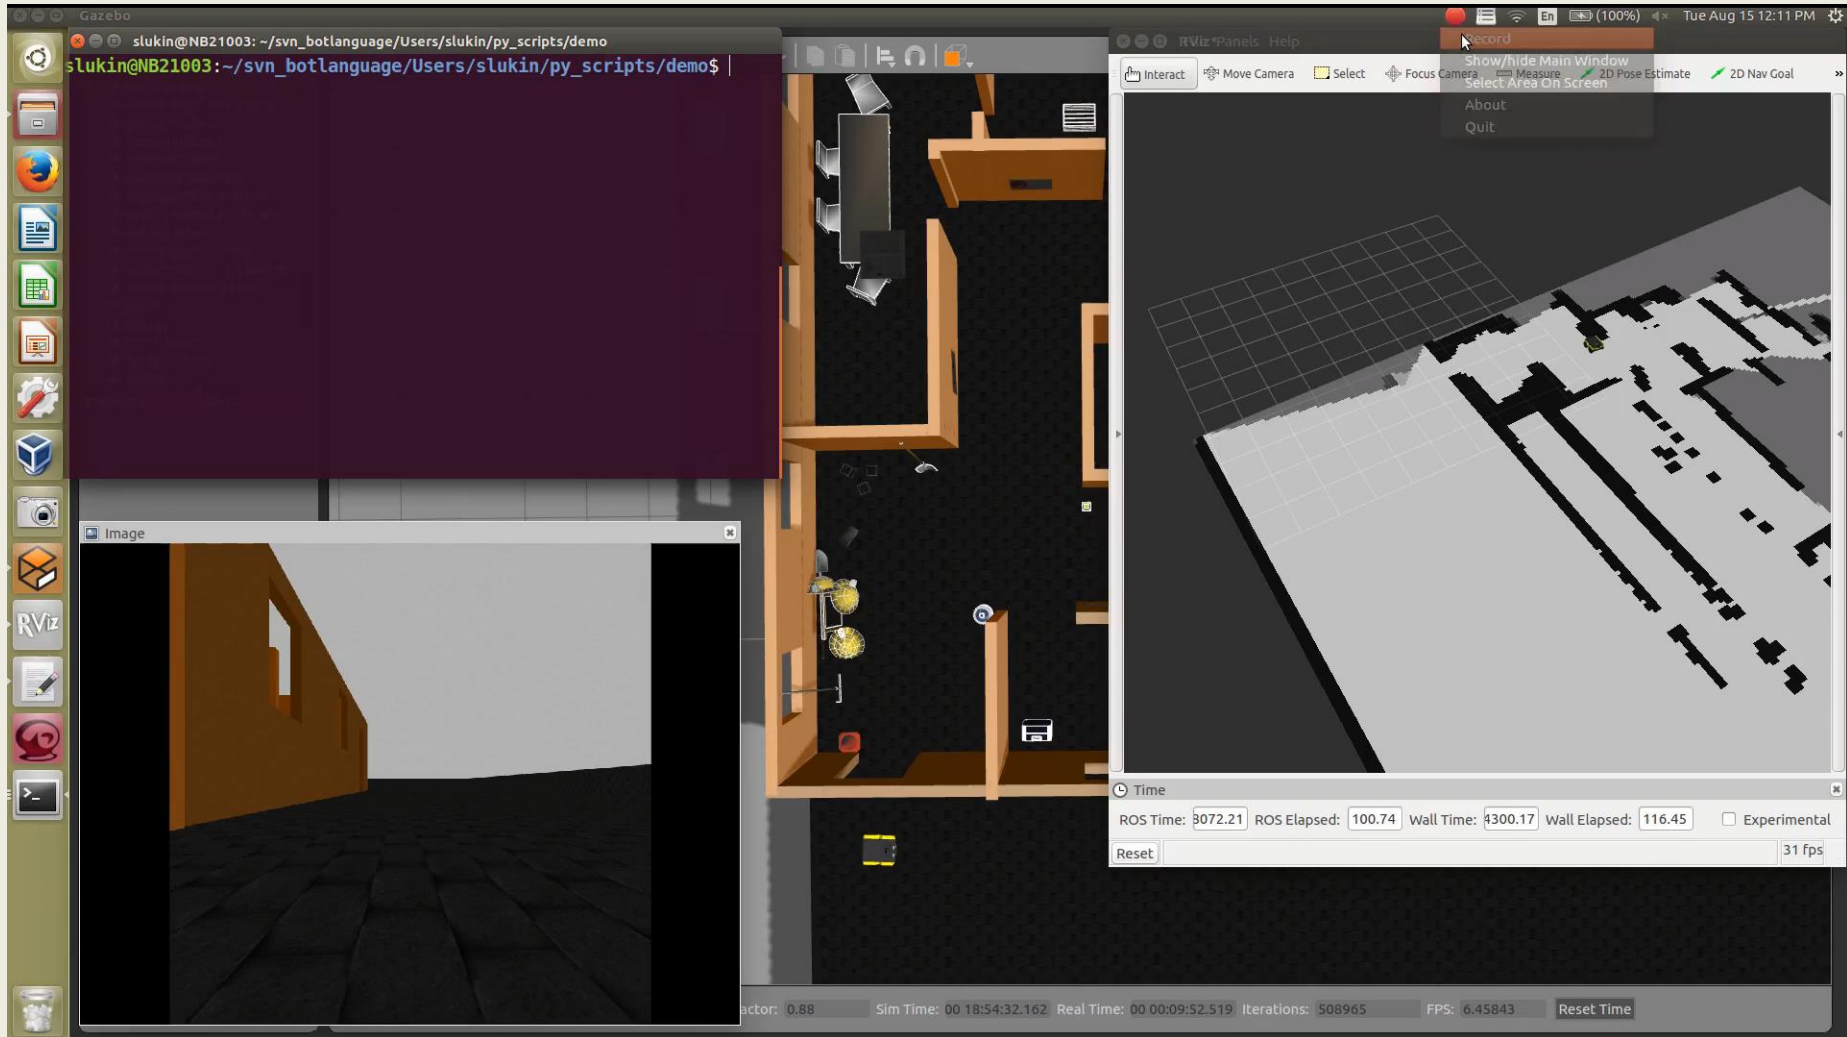 Gazebo
En (100%) Tue Aug 15 12:11 PM
slukin@NB21003: ~/svn_botlanguage/Users/slukin/py_scripts/demo
slukin@NB21003:~/svn_botlanguage/Users/slukin/py_scripts/demo$
RViz* Panels Help
Record
Show/hide Main Window
Select Area On Screen
About
Quit
Interact Move Camera Select Focus Camera Measure 2D Pose Estimate 2D Nav Goal »
Image
RViz
Time
ROS Time: 3072.21 ROS Elapsed: 100.74 Wall Time: 4300.17 Wall Elapsed: 116.45 Experimental
Reset 31 fps
actor: 0.88 Sim Time: 00 18:54:32.162 Real Time: 00 00:09:52.519 Iterations: 508965 FPS: 6.45843 Reset Time